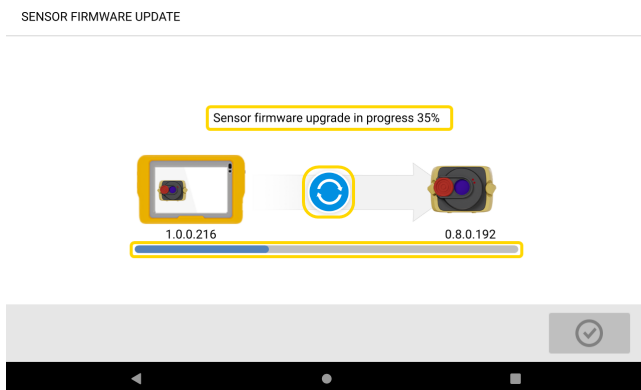 SENSOR FIRMWARE UPDATE
Sensor firmware upgrade in progress 35%
1.0.0.216
0.8.0.192